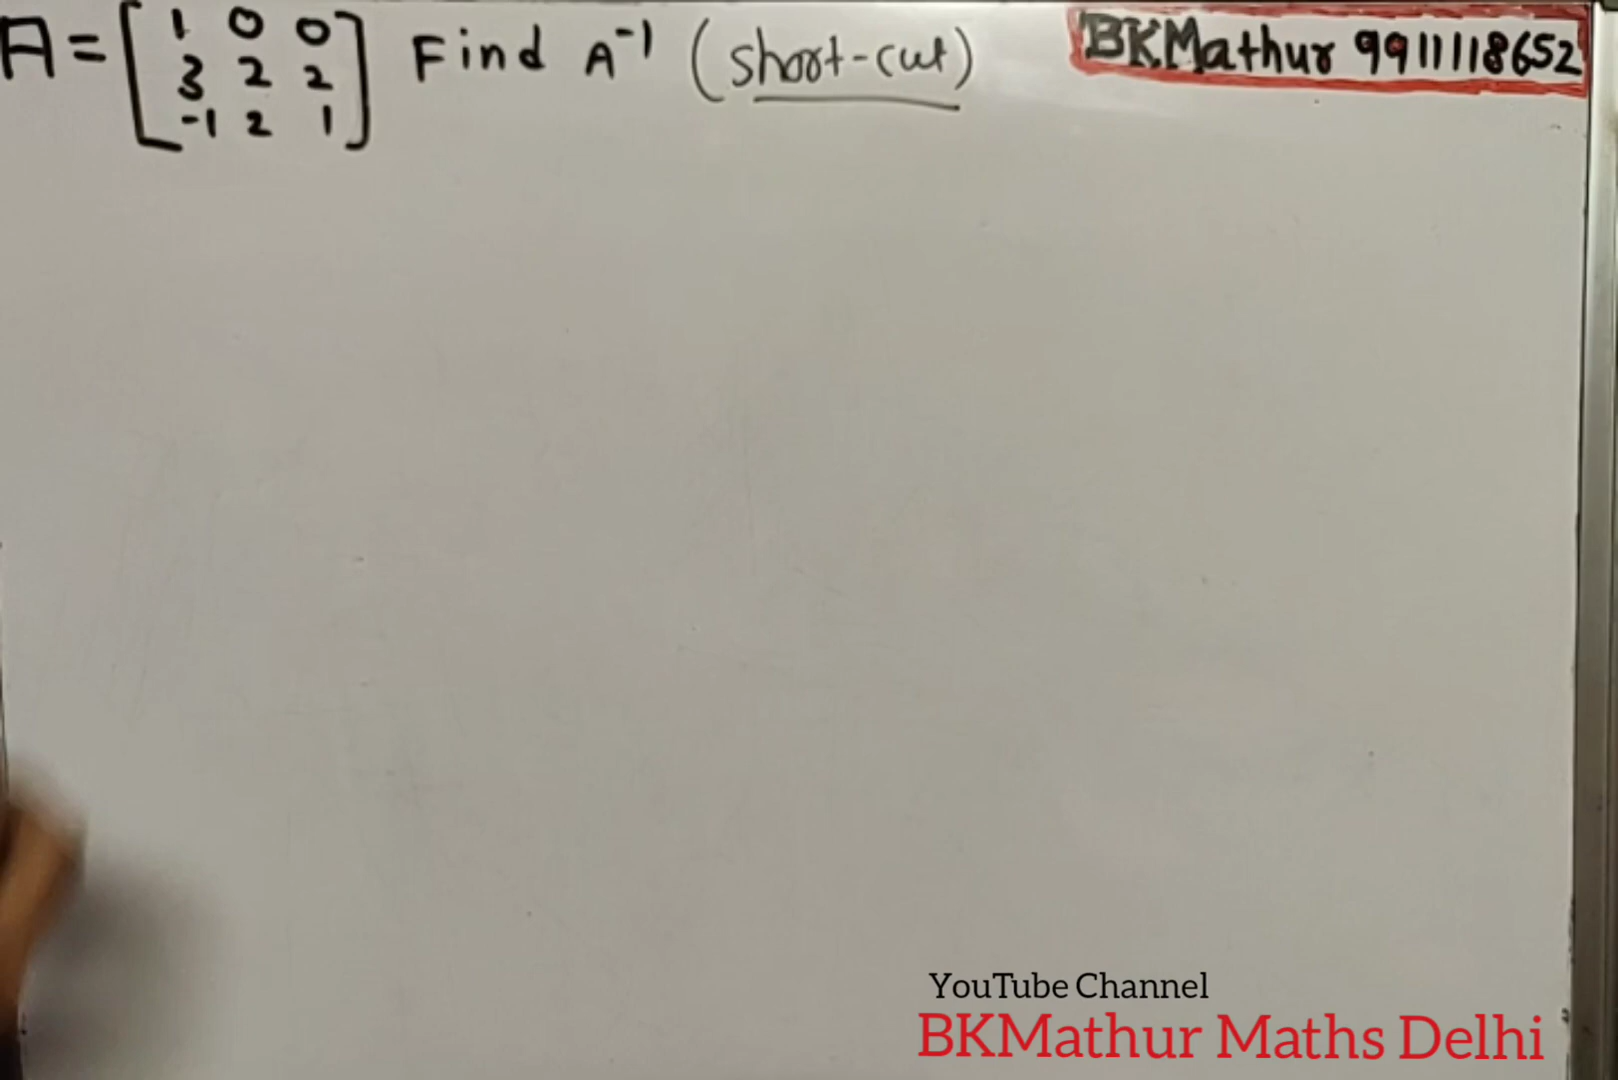 A = [ 1 0 0 Find A⁻¹ (short-cut) BKMathur 9911118652
3 2 2
-1 2 1 ]
YouTube Channel
BKMathur Maths Delhi